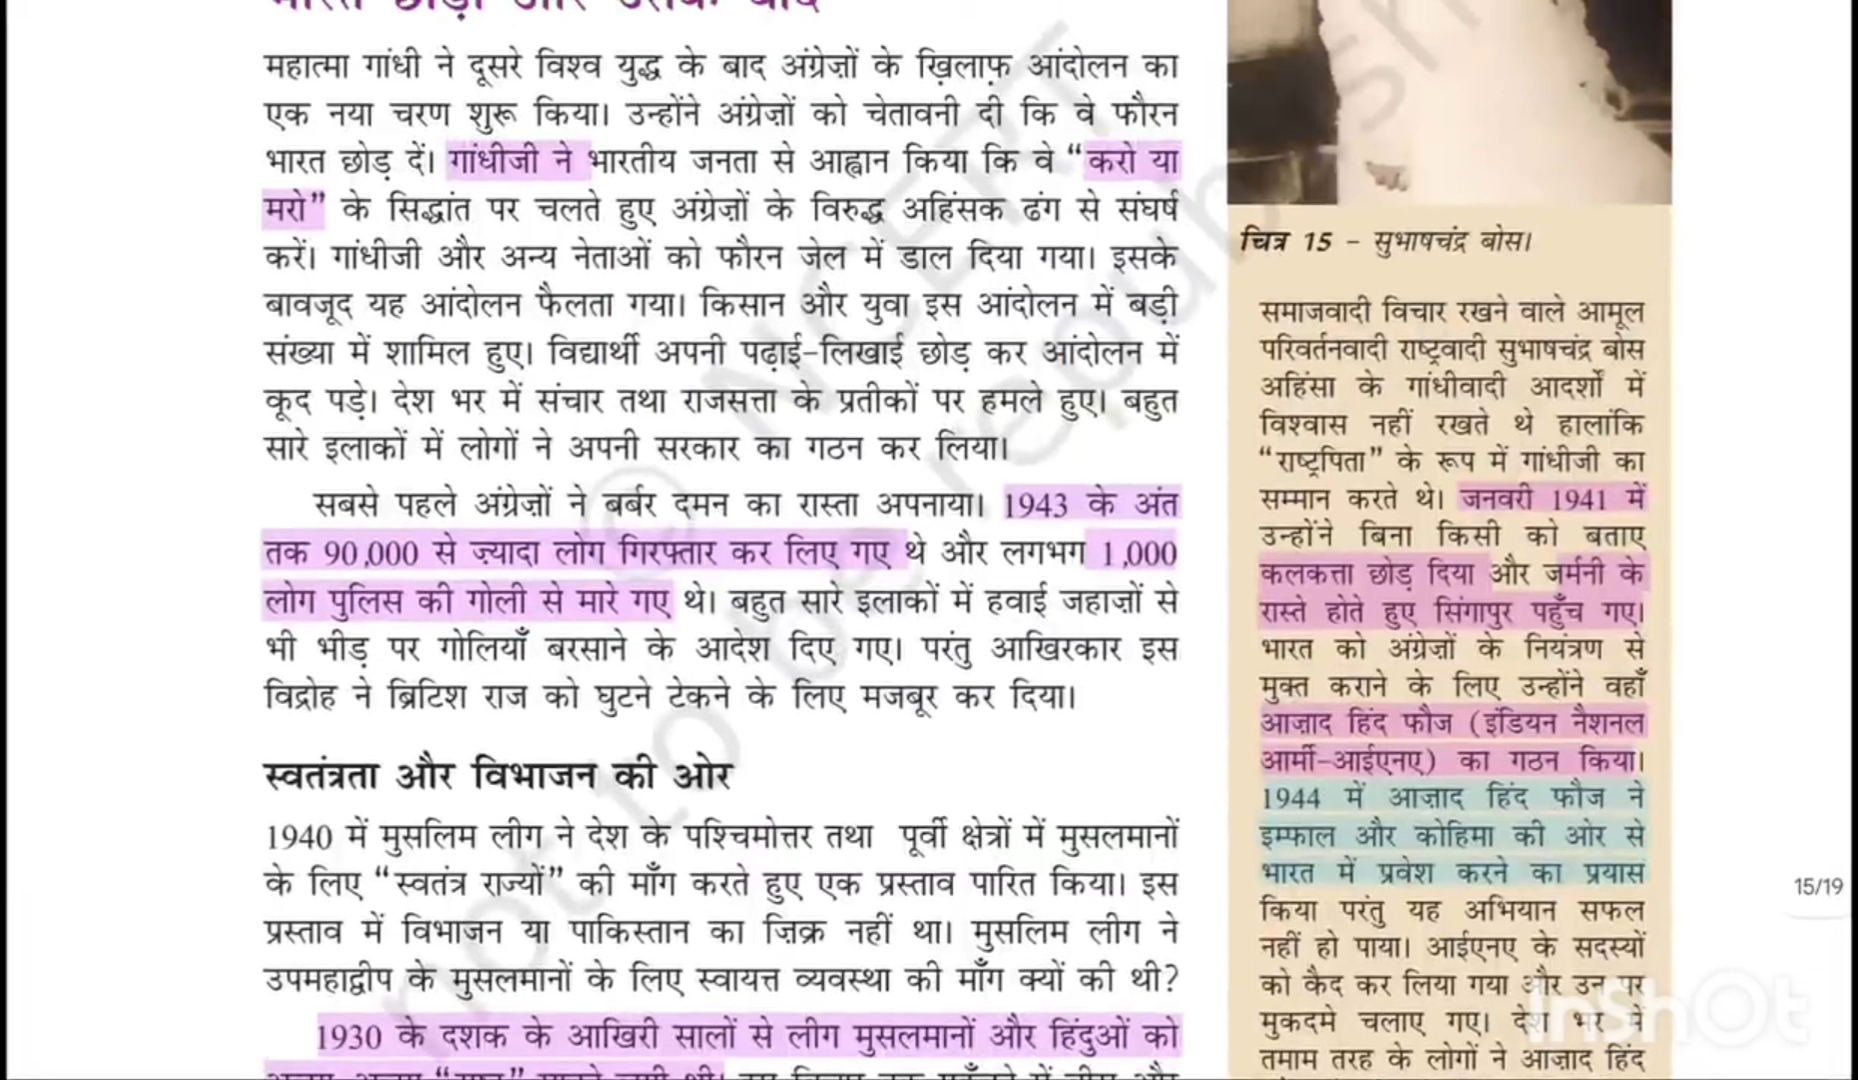 भारत छोड़ो और उसके बाद
महात्मा गांधी ने दूसरे विश्व युद्ध के बाद अंग्रेज़ों के ख़िलाफ़ आंदोलन का
एक नया चरण शुरू किया। उन्होंने अंग्रेज़ों को चेतावनी दी कि वे फौरन
भारत छोड़ दें। गांधीजी ने भारतीय जनता से आह्वान किया कि वे “करो या
मरो” के सिद्धांत पर चलते हुए अंग्रेज़ों के विरुद्ध अहिंसक ढंग से संघर्ष
करें। गांधीजी और अन्य नेताओं को फौरन जेल में डाल दिया गया। इसके
बावजूद यह आंदोलन फैलता गया। किसान और युवा इस आंदोलन में बड़ी
संख्या में शामिल हुए। विद्यार्थी अपनी पढ़ाई-लिखाई छोड़ कर आंदोलन में
कूद पड़े। देश भर में संचार तथा राजसत्ता के प्रतीकों पर हमले हुए। बहुत
सारे इलाकों में लोगों ने अपनी सरकार का गठन कर लिया।
सबसे पहले अंग्रेज़ों ने बर्बर दमन का रास्ता अपनाया। 1943 के अंत
तक 90,000 से ज़्यादा लोग गिरफ्तार कर लिए गए थे और लगभग 1,000
लोग पुलिस की गोली से मारे गए थे। बहुत सारे इलाकों में हवाई जहाज़ों से
भी भीड़ पर गोलियाँ बरसाने के आदेश दिए गए। परंतु आखिरकार इस
विद्रोह ने ब्रिटिश राज को घुटने टेकने के लिए मजबूर कर दिया।
स्वतंत्रता और विभाजन की ओर
1940 में मुसलिम लीग ने देश के पश्चिमोत्तर तथा पूर्वी क्षेत्रों में मुसलमानों
के लिए “स्वतंत्र राज्यों” की माँग करते हुए एक प्रस्ताव पारित किया। इस
प्रस्ताव में विभाजन या पाकिस्तान का ज़िक्र नहीं था। मुसलिम लीग ने
उपमहाद्वीप के मुसलमानों के लिए स्वायत्त व्यवस्था की माँग क्यों की थी?
1930 के दशक के आखिरी सालों से लीग मुसलमानों और हिंदुओं को
चित्र 15 – सुभाषचंद्र बोस।
समाजवादी विचार रखने वाले आमूल
परिवर्तनवादी राष्ट्रवादी सुभाषचंद्र बोस
अहिंसा के गांधीवादी आदर्शों में
विश्वास नहीं रखते थे हालांकि
“राष्ट्रपिता” के रूप में गांधीजी का
सम्मान करते थे। जनवरी 1941 में
उन्होंने बिना किसी को बताए
कलकत्ता छोड़ दिया और जर्मनी के
रास्ते होते हुए सिंगापुर पहुँच गए।
भारत को अंग्रेज़ों के नियंत्रण से
मुक्त कराने के लिए उन्होंने वहाँ
आज़ाद हिंद फौज (इंडियन नैशनल
आर्मी-आईएनए) का गठन किया।
1944 में आज़ाद हिंद फौज ने
इम्फाल और कोहिमा की ओर से
भारत में प्रवेश करने का प्रयास
किया परंतु यह अभियान सफल
नहीं हो पाया। आईएनए के सदस्यों
को कैद कर लिया गया और उन पर
मुकदमे चलाए गए। देश भर में
तमाम तरह के लोगों ने आज़ाद हिंद
15/19
InShOt
© NCERT
not to be republish